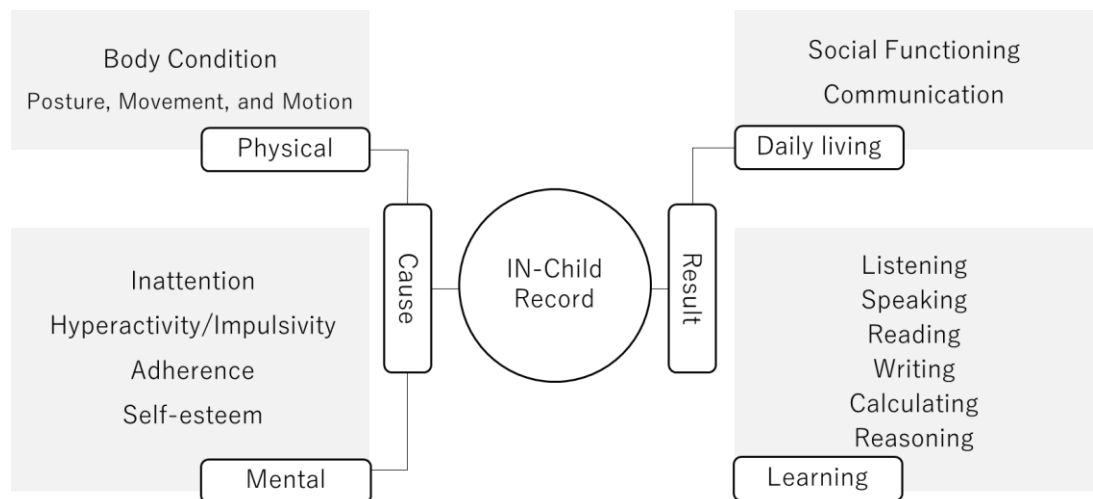 Body Condition
Posture, Movement, and Motion
Physical
Inattention
Hyperactivity/Impulsivity
Adherence
Self-esteem
Mental
Cause
IN-Child
Record
Result
Social Functioning
Communication
Daily living
Listening
Speaking
Reading
Writing
Calculating
Reasoning
Learning